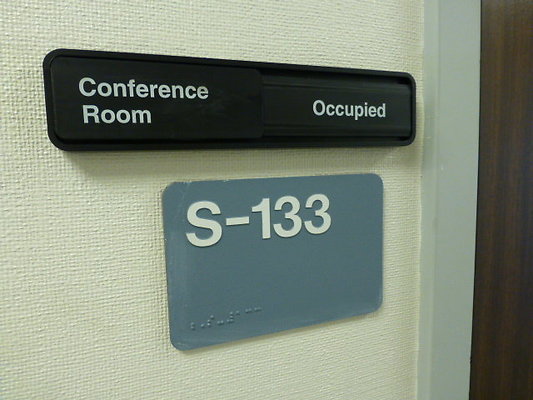 Conference
Room
Occupied
S-133